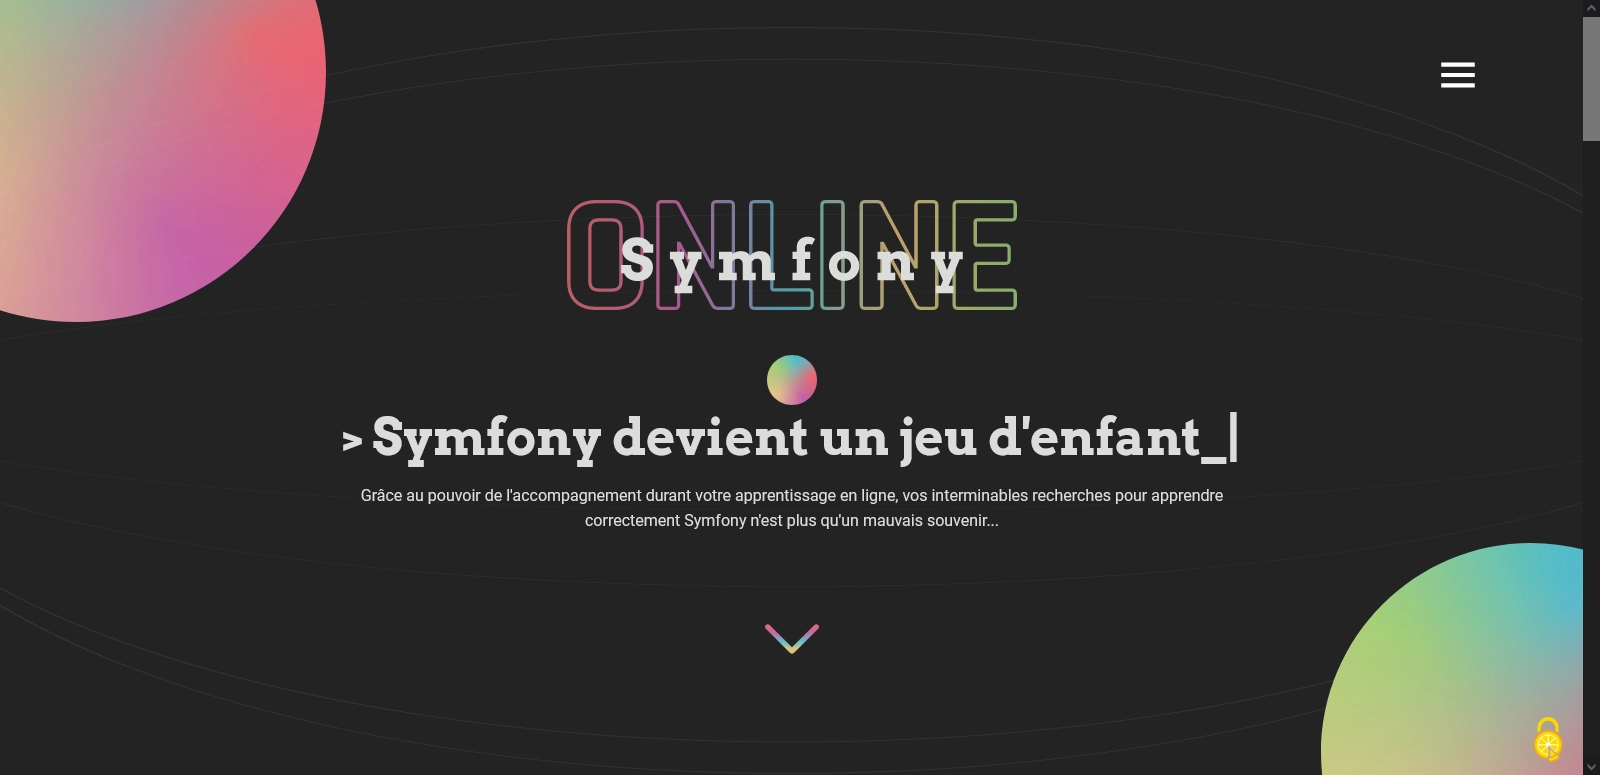 ONLINE
Symfony
> Symfony devient un jeu d'enfant_|
Grâce au pouvoir de l'accompagnement durant votre apprentissage en ligne, vos interminables recherches pour apprendre
correctement Symfony n'est plus qu'un mauvais souvenir...